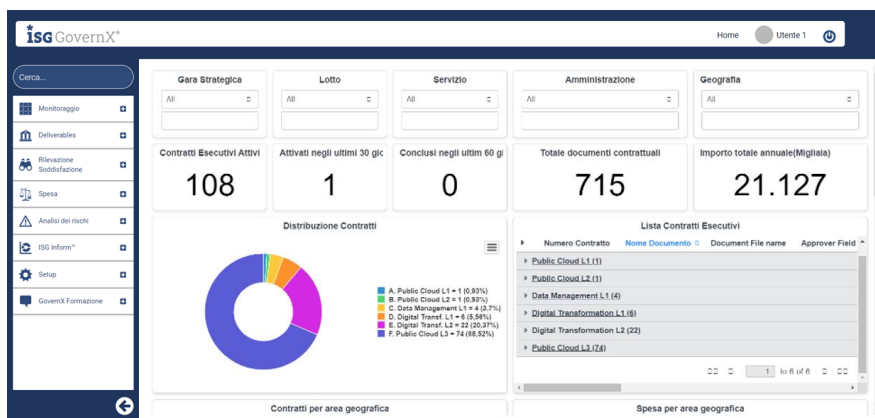 isg GovernX®
Home Utente 1
Cerca...
Monitoraggio
Deliverables
Rilevazione
Soddisfazione
Spesa
Analisi dei rischi
ISG Inform™
Setup
GovernX Formazione
Gara Strategica Lotto Servizio Amministrazione Geografia
All All All All All
Contratti Esecutivi Attivi Attivati negli ultimi 30 gic Conclusi negli ultim 60 gi Totale documenti contrattuali Importo totale annuale(Migliaia)
108 1 0 715 21.127
Distribuzione Contratti
A. Public Cloud L1 = 1 (0,93%)
B. Public Cloud L2 = 1 (0,93%)
C. Data Management L1 = 4 (3,7%)
D. Digital Transf. L1 = 6 (5,56%)
E. Digital Transf. L2 = 22 (20,37%)
F. Public Cloud L3 = 74 (68,52%)
Lista Contratti Esecutivi
Numero Contratto Nome Documento Document File name Approver Field
Public Cloud L1 (1)
Public Cloud L2 (1)
Data Management L1 (4)
Digital Transformation L1 (6)
Digital Transformation L2 (22)
Public Cloud L3 (74)
1 to 6 of 6
Contratti per area geografica Spesa per area geografica